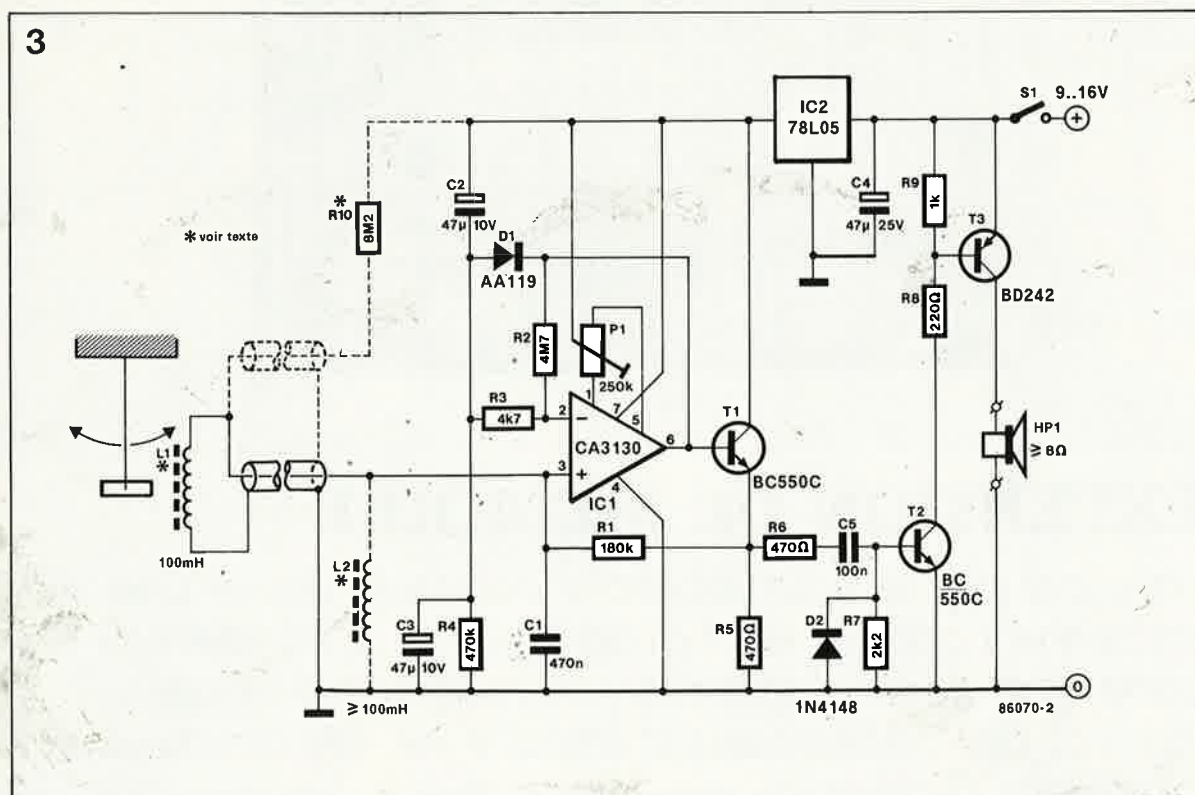 3
IC2
78L05
S1
9..16V
+
C2
47µ 10V
*
R10
8M2
* voir texte
D1
AA119
C4
47µ 25V
R9
1k
T3
BD242
R8
220Ω
R2
4M7
P1
250k
R3
4k7
1
7
5
2
−
CA3130
6
3
+
4
IC1
T1
BC550C
HP1
≥ 8Ω
L1
*
100mH
R1
180k
R6
470Ω
C5
100n
T2
BC
550C
L2
*
≥ 100mH
C3
47µ 10V
R4
470k
C1
470n
R5
470Ω
D2
R7
2k2
1N4148
0
86070-2